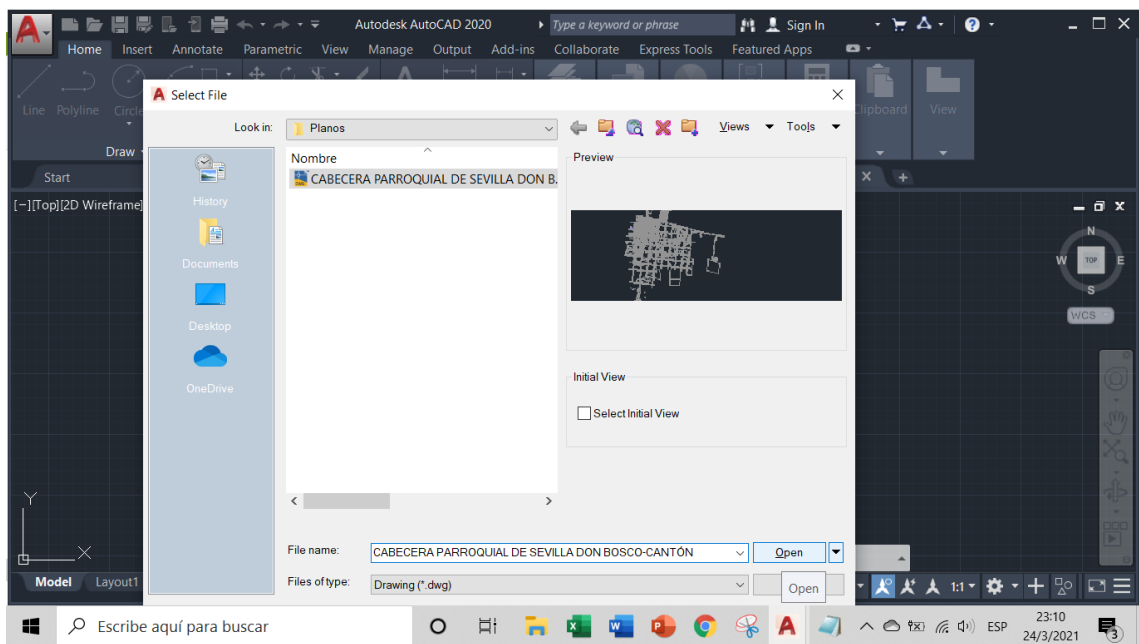 Autodesk AutoCAD 2020
Type a keyword or phrase
Sign In
Home Insert Annotate Parametric View Manage Output Add-ins Collaborate Express Tools Featured Apps
Line Polyline Circle Clipboard View
Draw
Start
[−][Top][2D Wireframe]
Select File
Look in: Planos Views Tools
Nombre
CABECERA PARROQUIAL DE SEVILLA DON B.
Preview
History
Documents
Desktop
OneDrive
Initial View
Select Initial View
File name: CABECERA PARROQUIAL DE SEVILLA DON BOSCO-CANTÓN Open
Files of type: Drawing (*.dwg)
Open
N
W TOP E
S
WCS
Y
X
Model Layout1 1:1
Escribe aquí para buscar
ESP
23:10
24/3/2021
3